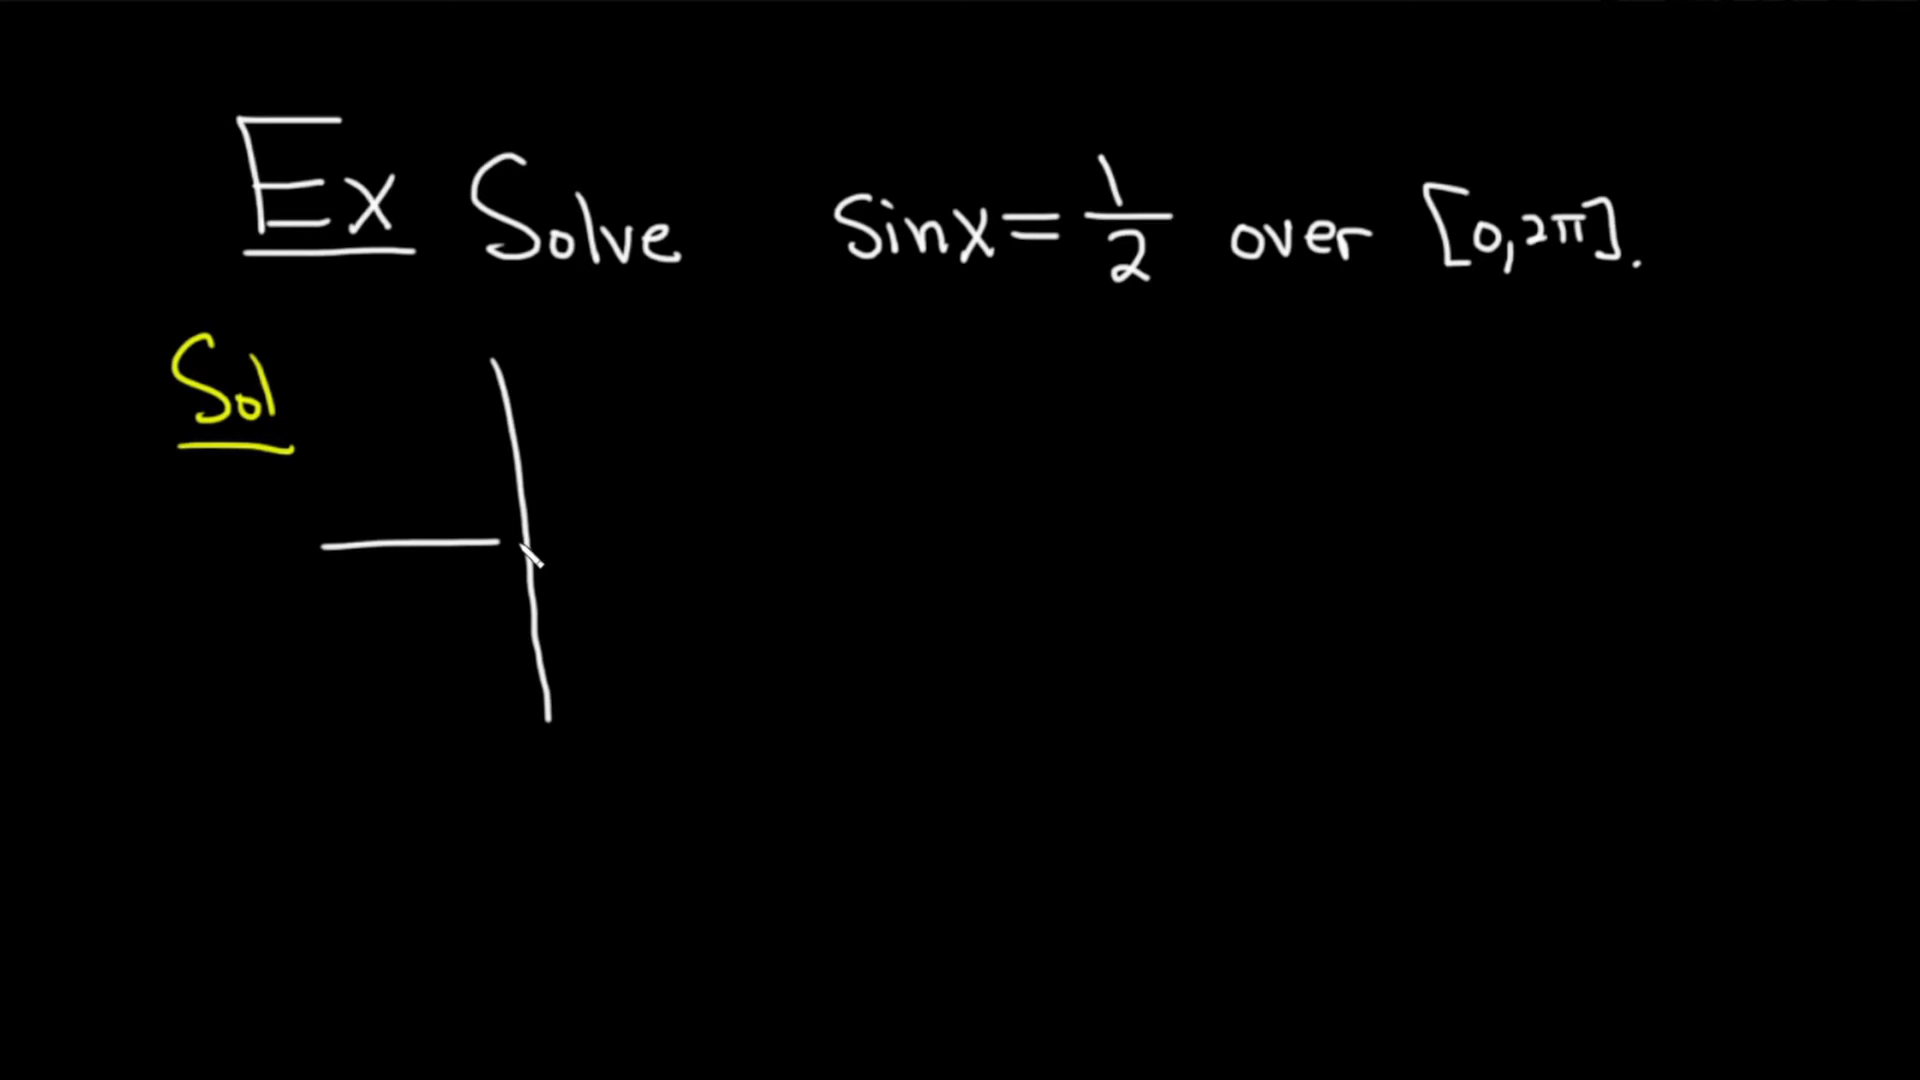 Ex Solve sinx = 1/2 over [0,2π].
Sol